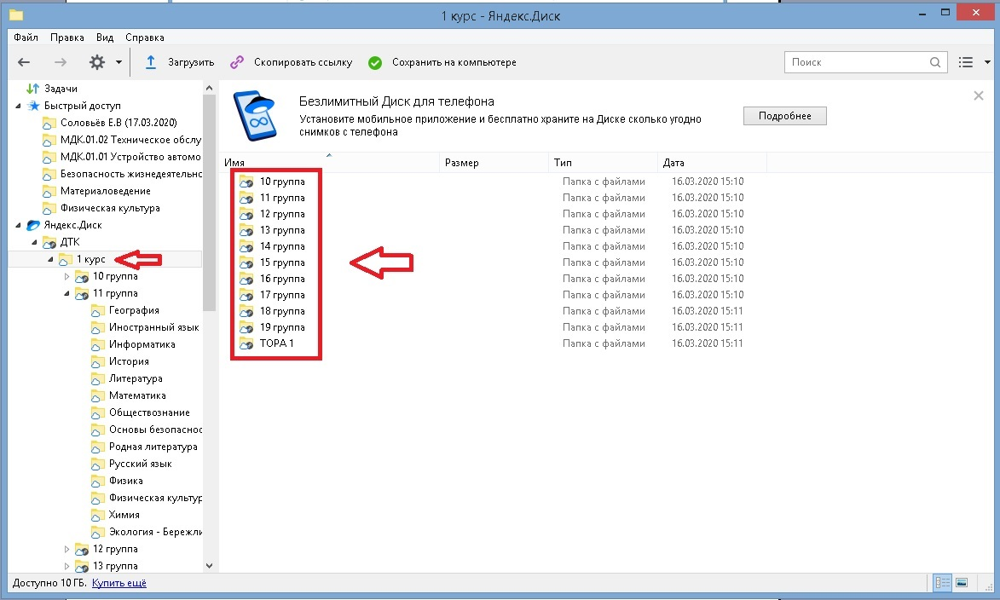 1 курс - Яндекс.Диск
Файл Правка Вид Справка
Загрузить Скопировать ссылку Сохранить на компьютере Поиск
Задачи
Быстрый доступ
Соловьёв Е.В (17.03.2020)
МДК.01.02 Техническое обслу
МДК.01.01 Устройство автомо
Безопасность жизнедеятельнс
Материаловедение
Физическая культура
Яндекс.Диск
ДТК
1 курс
10 группа
11 группа
География
Иностранный язык
Информатика
История
Литература
Математика
Обществознание
Основы безопаснос
Родная литература
Русский язык
Физика
Физическая культур
Химия
Экология - Бережли
12 группа
13 группа
Безлимитный Диск для телефона
Установите мобильное приложение и бесплатно храните на Диске сколько угодно
снимков с телефона
Подробнее
Имя Размер Тип Дата
10 группа Папка с файлами 16.03.2020 15:10
11 группа Папка с файлами 16.03.2020 15:10
12 группа Папка с файлами 16.03.2020 15:10
13 группа Папка с файлами 16.03.2020 15:10
14 группа Папка с файлами 16.03.2020 15:10
15 группа Папка с файлами 16.03.2020 15:10
16 группа Папка с файлами 16.03.2020 15:10
17 группа Папка с файлами 16.03.2020 15:10
18 группа Папка с файлами 16.03.2020 15:11
19 группа Папка с файлами 16.03.2020 15:11
ТОРА 1 Папка с файлами 16.03.2020 15:11
Доступно 10 ГБ. Купить ещё